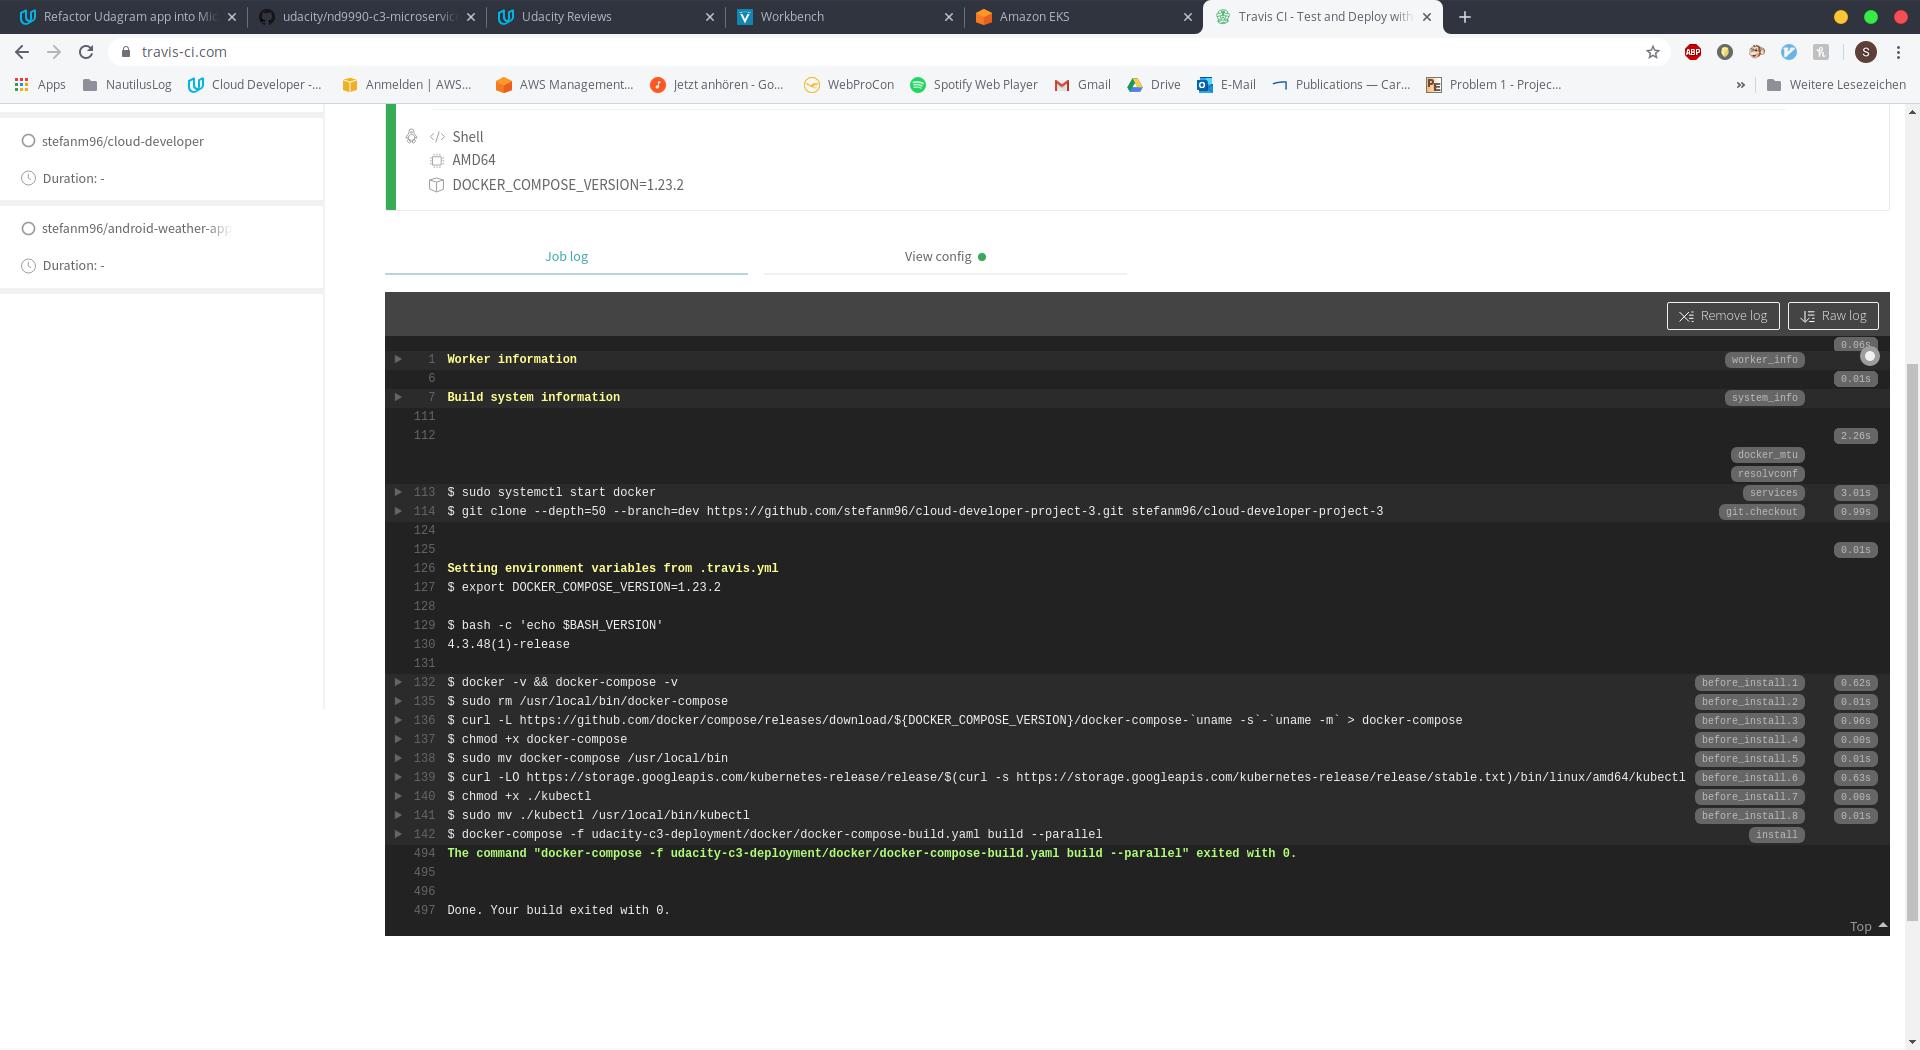 Refactor Udagram app into Mic
udacity/nd9990-c3-microservic
Udacity Reviews
Workbench
Amazon EKS
Travis CI - Test and Deploy with
travis-ci.com
ABP
S
Apps
NautilusLog
Cloud Developer -...
Anmelden | AWS...
AWS Management...
Jetzt anhören - Go...
WebProCon
Spotify Web Player
Gmail
Drive
E-Mail
Publications — Car...
Problem 1 - Projec...
»
Weitere Lesezeichen
stefanm96/cloud-developer
Duration: -
stefanm96/android-weather-app
Duration: -
</> Shell
AMD64
DOCKER_COMPOSE_VERSION=1.23.2
Job log
View config
Remove log
Raw log
0.06s
1 Worker information worker_info
6 0.01s
7 Build system information system_info
111
112 2.26s
docker_mtu
resolvconf
113 $ sudo systemctl start docker services 3.01s
114 $ git clone --depth=50 --branch=dev https://github.com/stefanm96/cloud-developer-project-3.git stefanm96/cloud-developer-project-3 git.checkout 0.99s
124
125 0.01s
126 Setting environment variables from .travis.yml
127 $ export DOCKER_COMPOSE_VERSION=1.23.2
128
129 $ bash -c 'echo $BASH_VERSION'
130 4.3.48(1)-release
131
132 $ docker -v && docker-compose -v before_install.1 0.62s
135 $ sudo rm /usr/local/bin/docker-compose before_install.2 0.01s
136 $ curl -L https://github.com/docker/compose/releases/download/${DOCKER_COMPOSE_VERSION}/docker-compose-`uname -s`-`uname -m` > docker-compose before_install.3 0.96s
137 $ chmod +x docker-compose before_install.4 0.00s
138 $ sudo mv docker-compose /usr/local/bin before_install.5 0.01s
139 $ curl -LO https://storage.googleapis.com/kubernetes-release/release/$(curl -s https://storage.googleapis.com/kubernetes-release/release/stable.txt)/bin/linux/amd64/kubectl before_install.6 0.63s
140 $ chmod +x ./kubectl before_install.7 0.00s
141 $ sudo mv ./kubectl /usr/local/bin/kubectl before_install.8 0.01s
142 $ docker-compose -f udacity-c3-deployment/docker/docker-compose-build.yaml build --parallel install
494 The command "docker-compose -f udacity-c3-deployment/docker/docker-compose-build.yaml build --parallel" exited with 0.
495
496
497 Done. Your build exited with 0.
Top